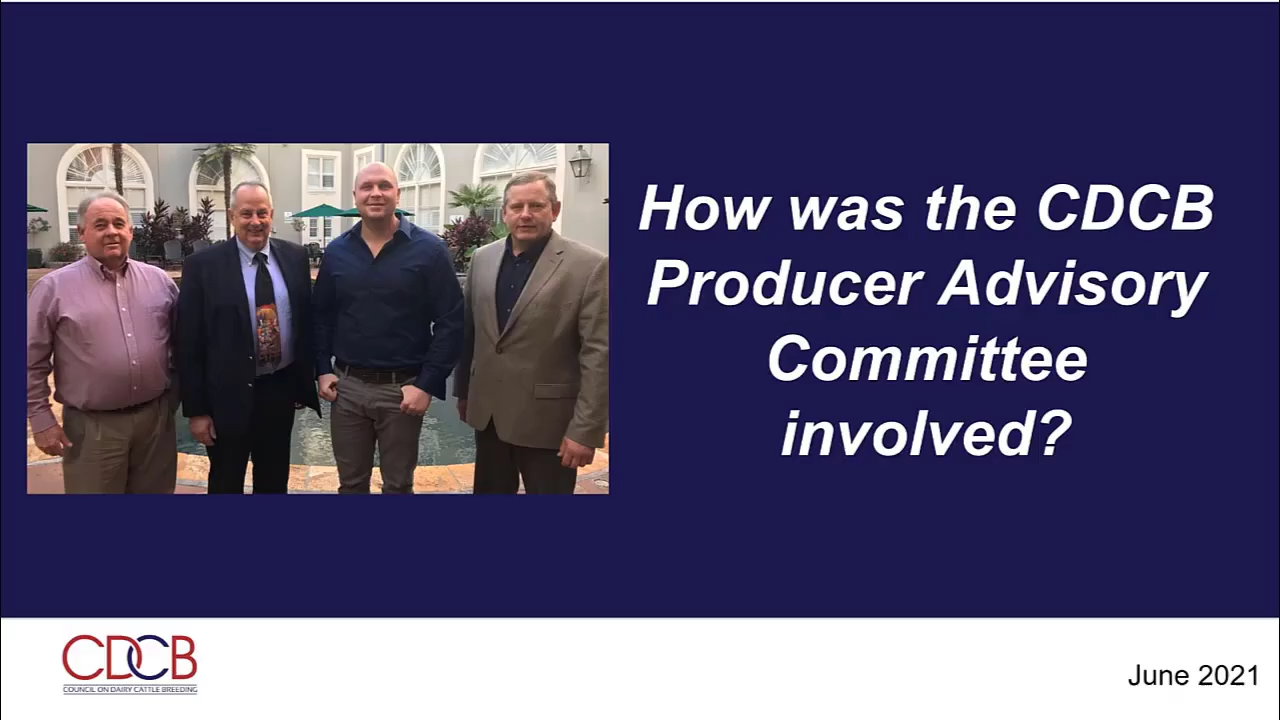 How was the CDCB
Producer Advisory
Committee
involved?
CDCB
COUNCIL ON DAIRY CATTLE BREEDING
June 2021